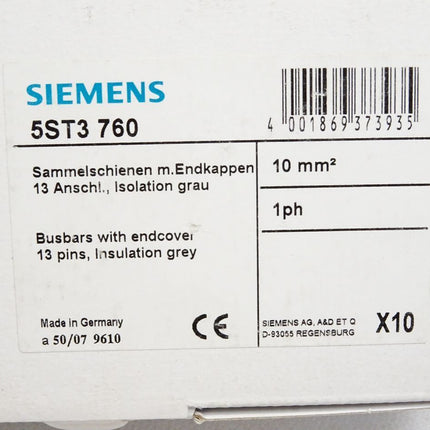 SIEMENS
5ST3 760
4 001869 373935
Sammelschienen m.Endkappen
13 Anschl., Isolation grau
10 mm²
1ph
Busbars with endcover
13 pins, Insulation grey
Made in Germany
a 50/07 9610
CE
SIEMENS AG, A&D ET Q
D-93055 REGENSBURG
X10